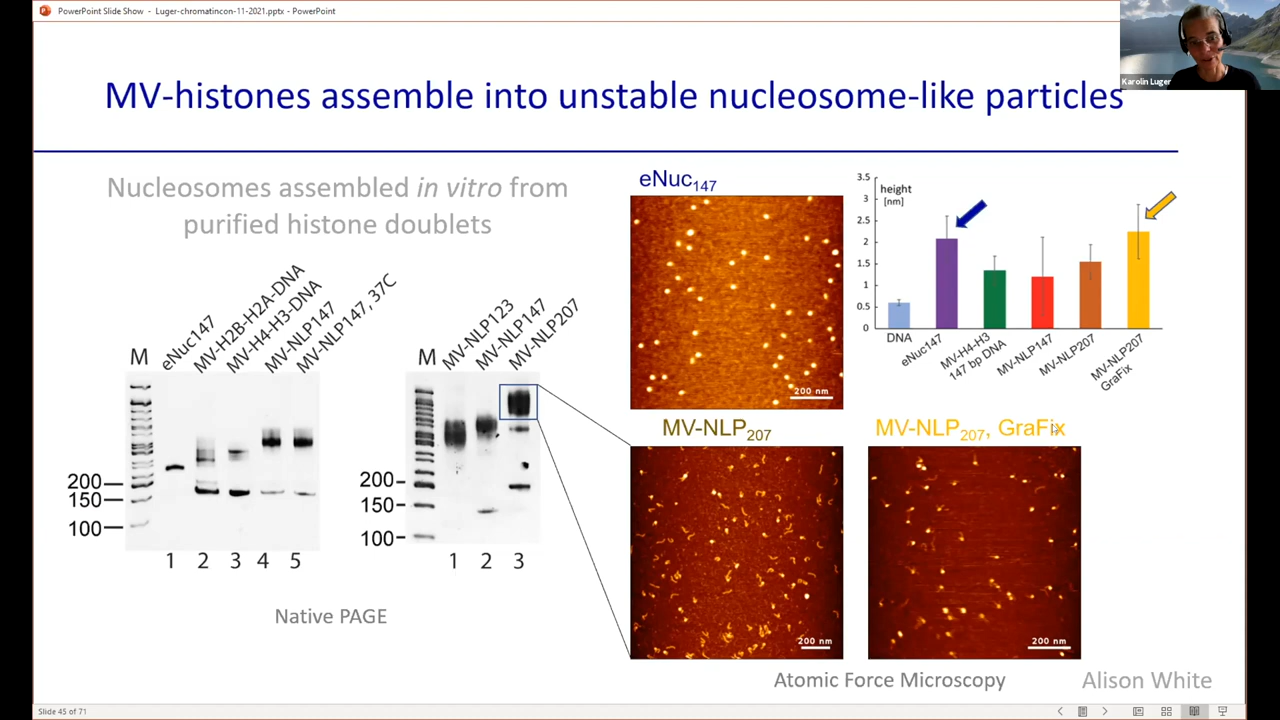 PowerPoint Slide Show - Luger-chromatincon-11-2021.pptx - PowerPoint
Karolin Luger
MV-histones assemble into unstable nucleosome-like particles
Nucleosomes assembled in vitro from
purified histone doublets
M
eNuc147
MV-H2B-H2A-DNA
MV-H4-H3-DNA
MV-NLP147
MV-NLP147, 37C
200
150
100
1 2 3 4 5
M
MV-NLP123
MV-NLP147
MV-NLP207
200
150
100
1 2 3
Native PAGE
eNuc147
200 nm
height
[nm]
3.5
3
2.5
2
1.5
1
0.5
0
DNA
eNuc147
MV-H4-H3
147 bp DNA
MV-NLP147
MV-NLP207
MV-NLP207
GraFix
MV-NLP207
200 nm
MV-NLP207, GraFix
200 nm
Atomic Force Microscopy
Alison White
Slide 45 of 71